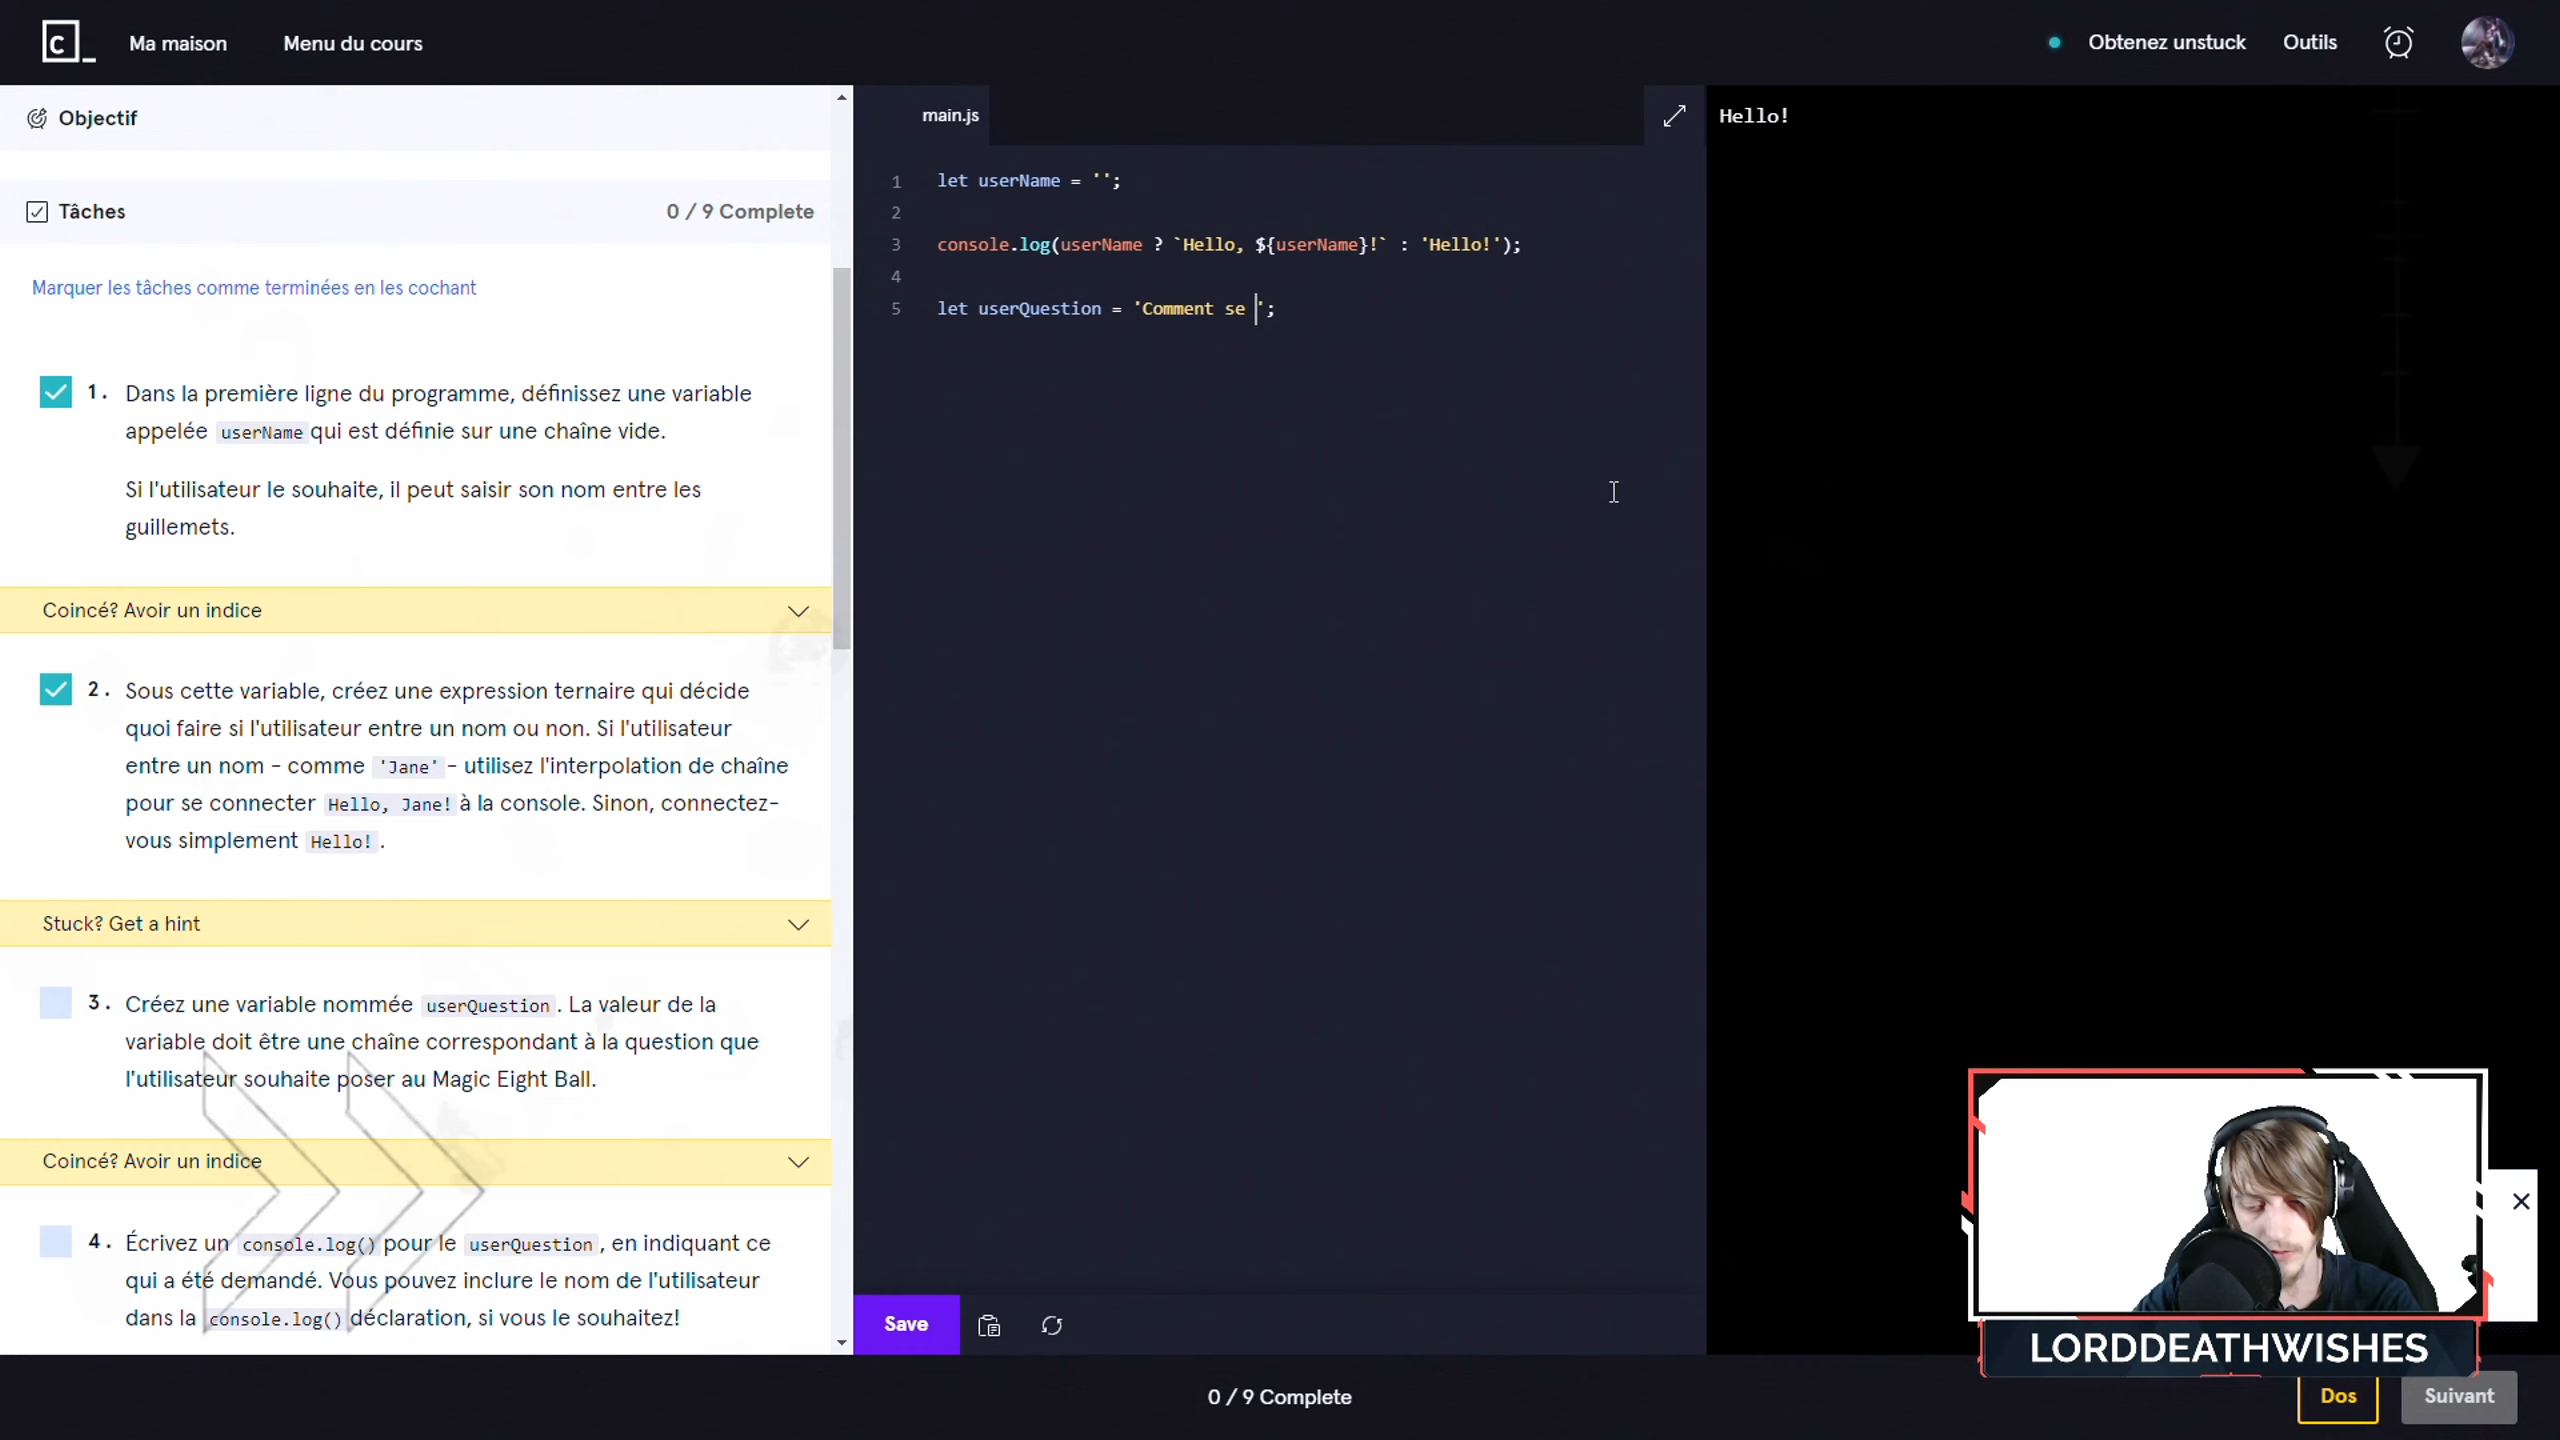 C_ Ma maison Menu du cours Obtenez unstuck Outils
Objectif
Tâches 0 / 9 Complete
Marquer les tâches comme terminées en les cochant
1. Dans la première ligne du programme, définissez une variable
appelée userName qui est définie sur une chaîne vide.
Si l'utilisateur le souhaite, il peut saisir son nom entre les
guillemets.
Coincé? Avoir un indice
2. Sous cette variable, créez une expression ternaire qui décide
quoi faire si l'utilisateur entre un nom ou non. Si l'utilisateur
entre un nom - comme 'Jane' - utilisez l'interpolation de chaîne
pour se connecter Hello, Jane! à la console. Sinon, connectez-
vous simplement Hello! .
Stuck? Get a hint
3. Créez une variable nommée userQuestion . La valeur de la
variable doit être une chaîne correspondant à la question que
l'utilisateur souhaite poser au Magic Eight Ball.
Coincé? Avoir un indice
4. Écrivez un console.log() pour le userQuestion , en indiquant ce
qui a été demandé. Vous pouvez inclure le nom de l'utilisateur
dans la console.log() déclaration, si vous le souhaitez!
main.js
1 let userName = '';
2
3 console.log(userName ? `Hello, ${userName}!` : 'Hello!');
4
5 let userQuestion = 'Comment se ';
Save
Hello!
LORDDEATHWISHES
0 / 9 Complete
Dos Suivant